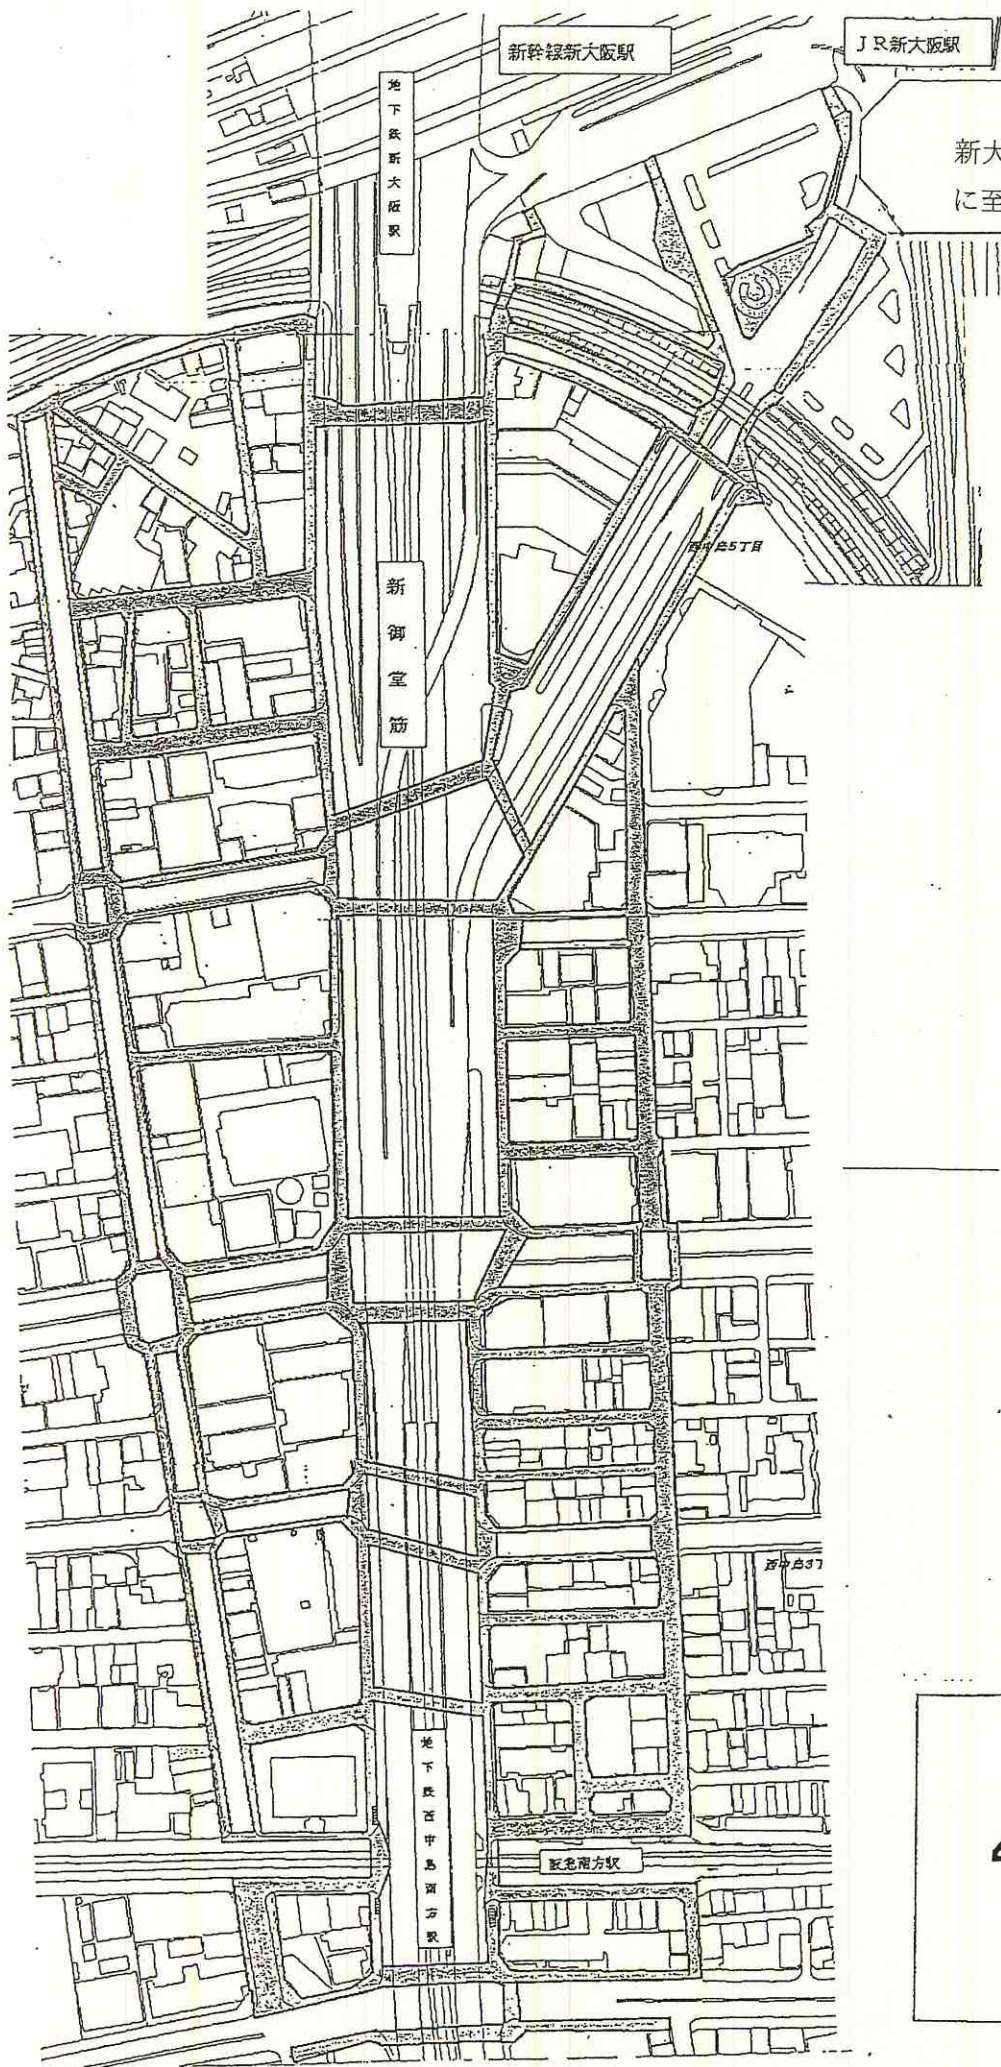 新幹線新大阪駅
JR新大阪駅
地下鉄新大阪駅
新大
に至
西中島5丁目
新御堂筋
西中島3丁
地下鉄西中島南方駅
阪急南方駅